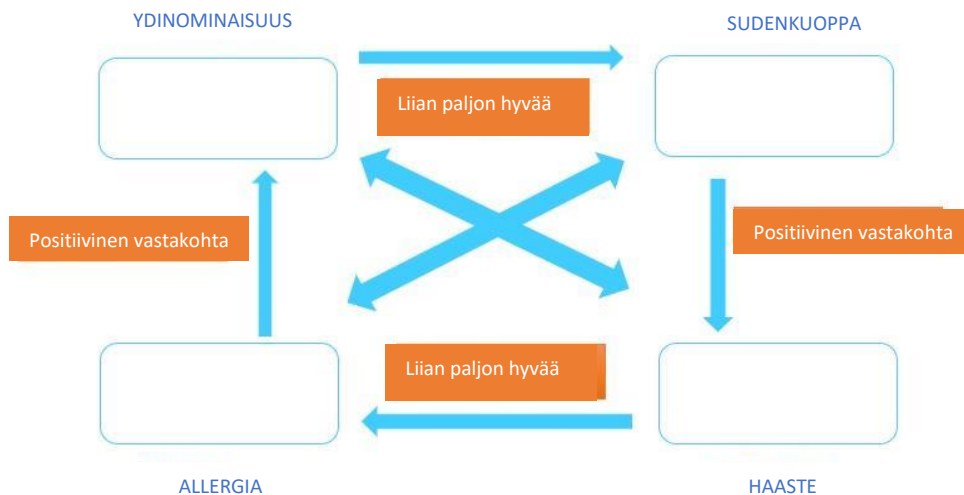 YDINOMINAISUUS
SUDENKUOPPA
Liian paljon hyvää
Positiivinen vastakohta
Positiivinen vastakohta
Liian paljon hyvää
ALLERGIA
HAASTE